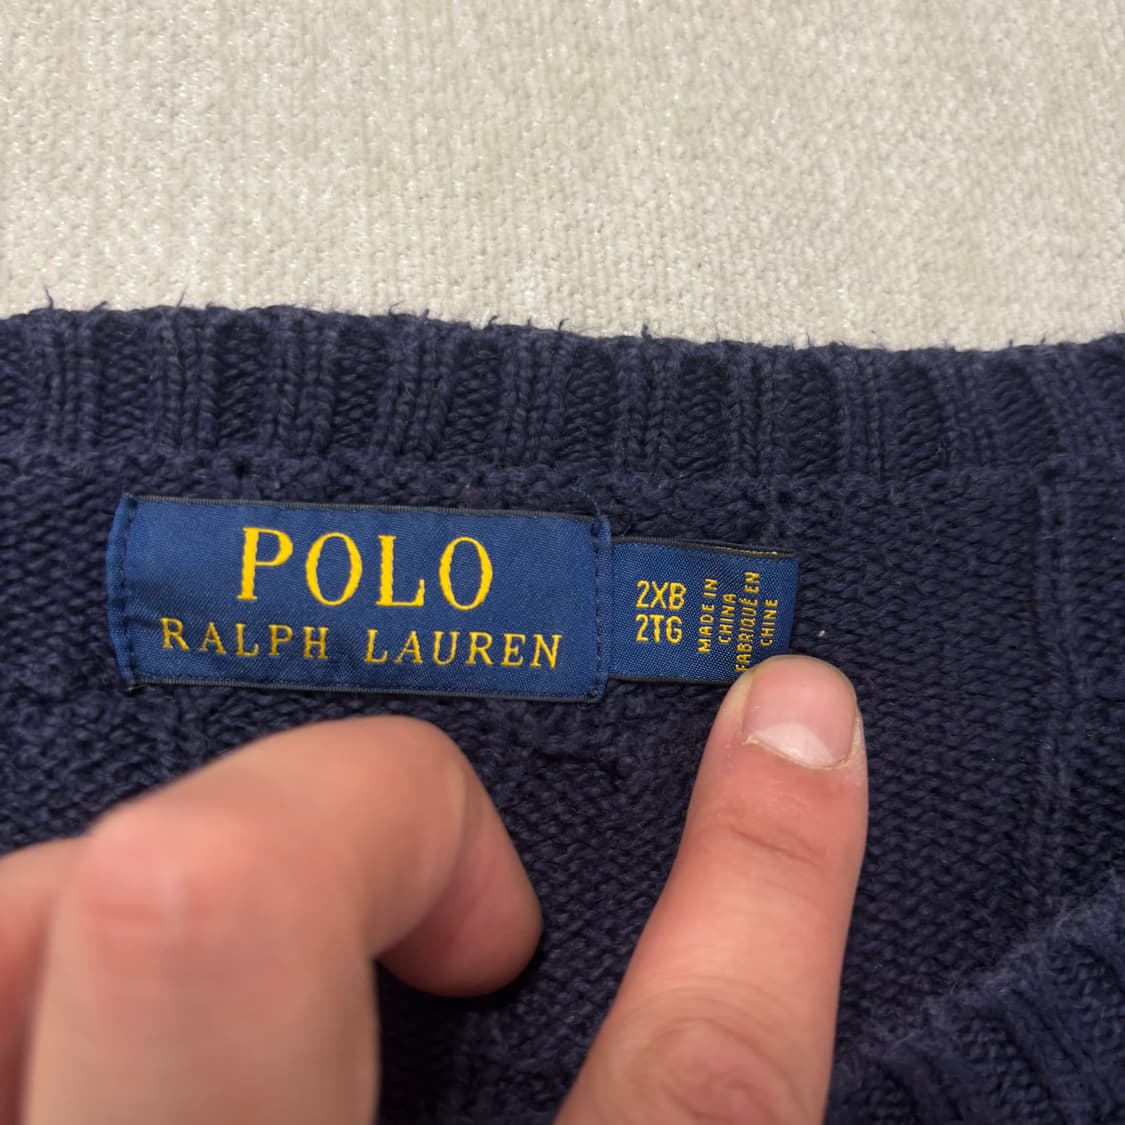 POLO
RALPH LAUREN
2XB
2TG
MADE IN
CHINA
FABRIQUÉ EN
CHINE